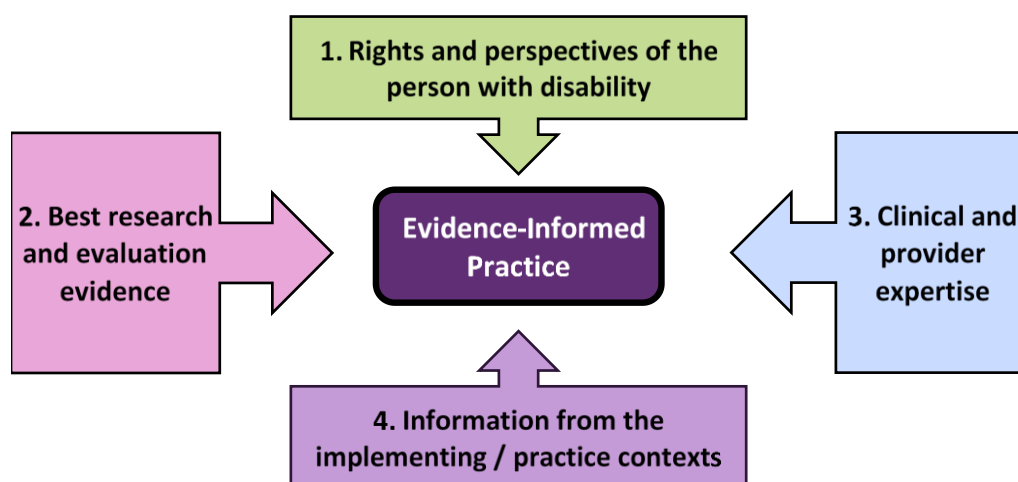 1. Rights and perspectives of the
person with disability
2. Best research
and evaluation
evidence
Evidence-Informed
Practice
3. Clinical and
provider
expertise
4. Information from the
implementing / practice contexts